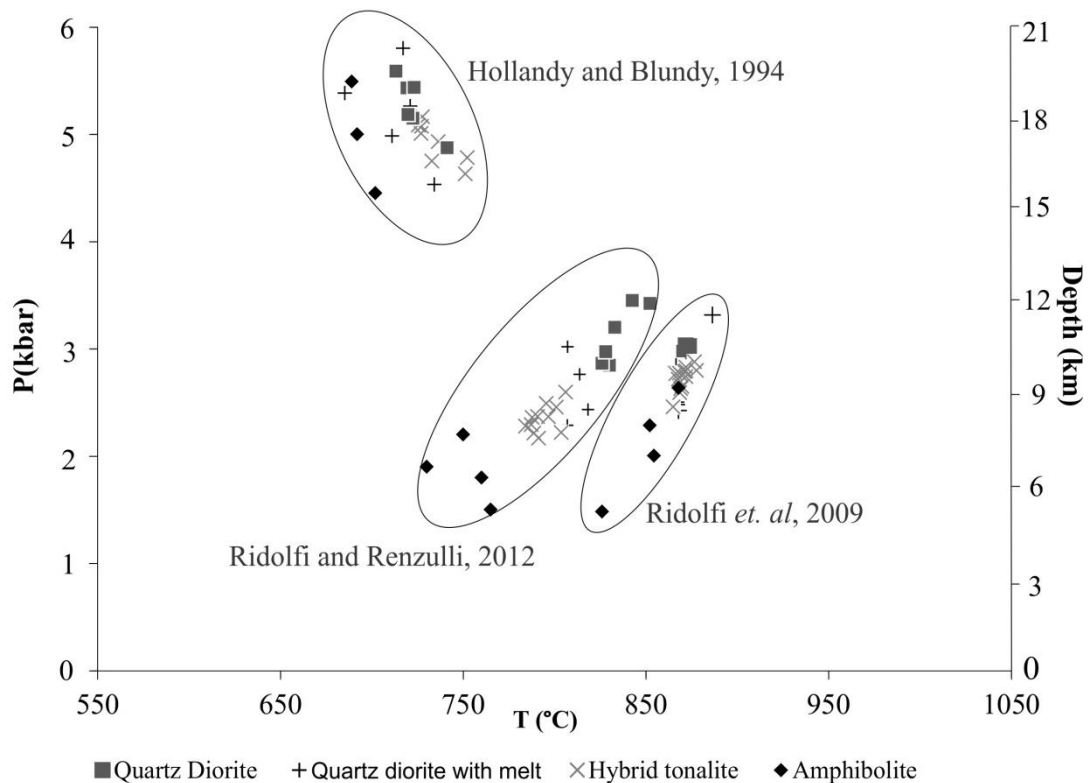 6
5
4
3
2
1
0
P(kbar)
21
18
15
12
9
6
3
0
Depth (km)
Hollandy and Blundy, 1994
Ridolfi et. al, 2009
Ridolfi and Renzulli, 2012
550 650 750 850 950 1050
T (°C)
Quartz Diorite Quartz diorite with melt Hybrid tonalite Amphibolite